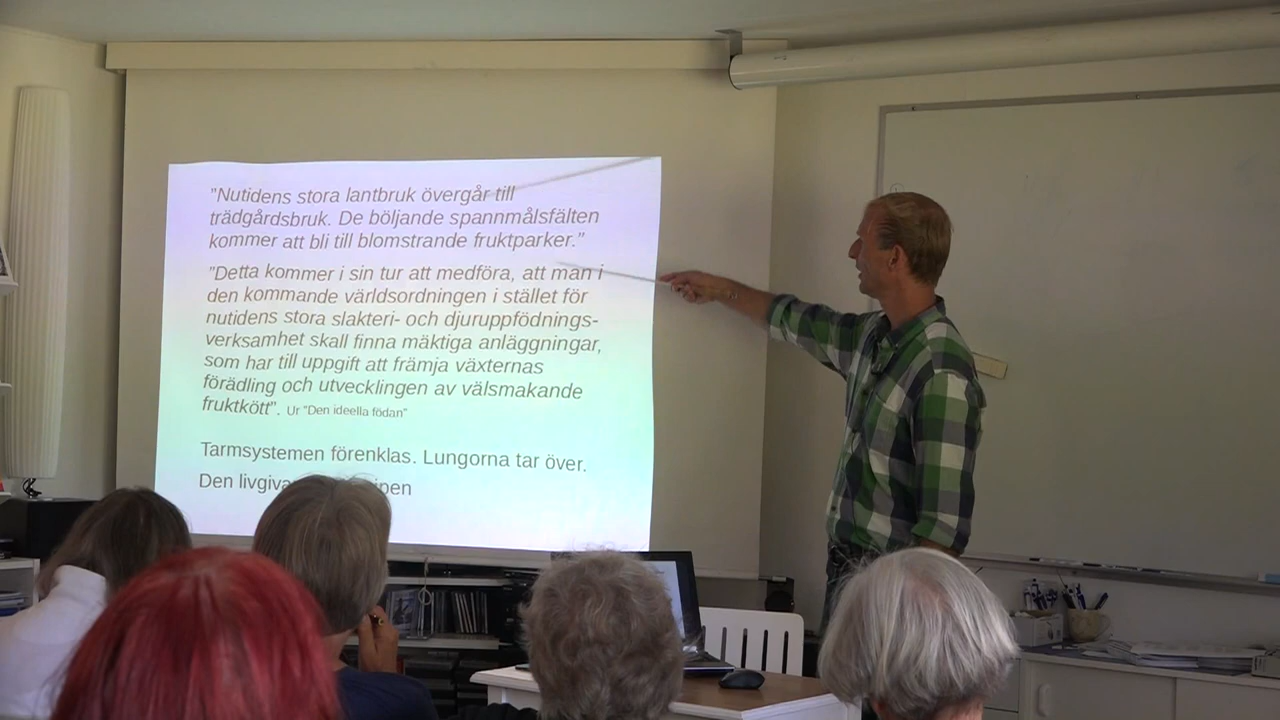 ”Nutidens stora lantbruk övergår till
trädgårdsbruk. De böljande spannmålsfälten
kommer att bli till blomstrande fruktparker.”
”Detta kommer i sin tur att medföra, att man i
den kommande världsordningen i stället för
nutidens stora slakteri- och djuruppfödnings-
verksamhet skall finna mäktiga anläggningar,
som har till uppgift att främja växternas
förädling och utvecklingen av välsmakande
fruktkött”. Ur ”Den ideella födan”
Tarmsystemen förenklas. Lungorna tar över.
Den